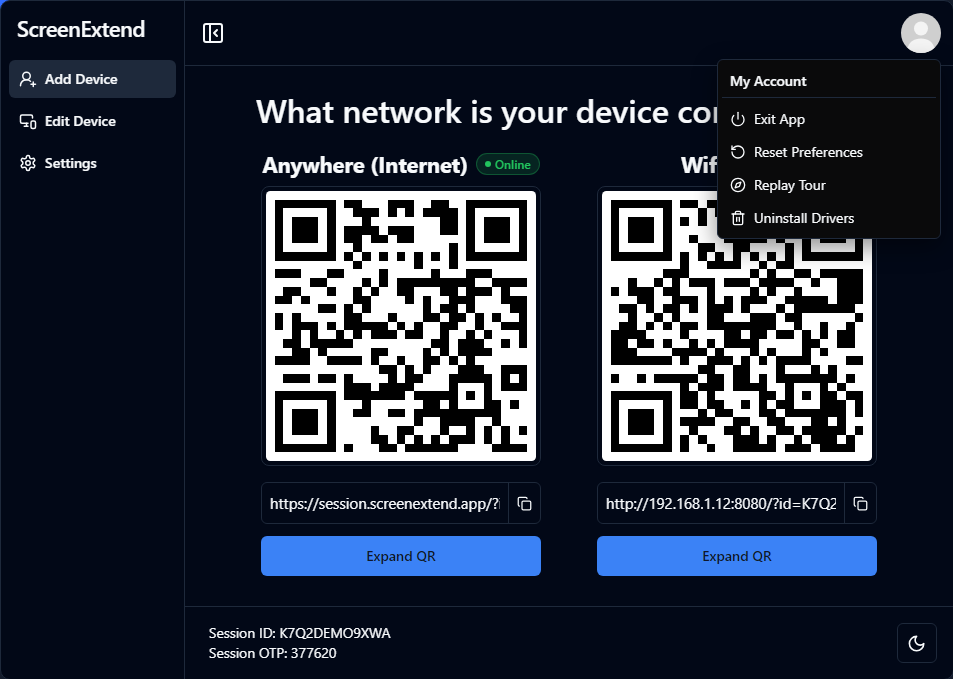 ScreenExtend
Add Device
Edit Device
Settings
My Account
Exit App
Reset Preferences
Replay Tour
Uninstall Drivers
What network is your device
Anywhere (Internet)
Online
https://session.screenextend.app/?i
http://192.168.1.12:8080/?id=K7Q2
Expand QR
Expand QR
Session ID: K7Q2DEMO9XWA
Session OTP: 377620